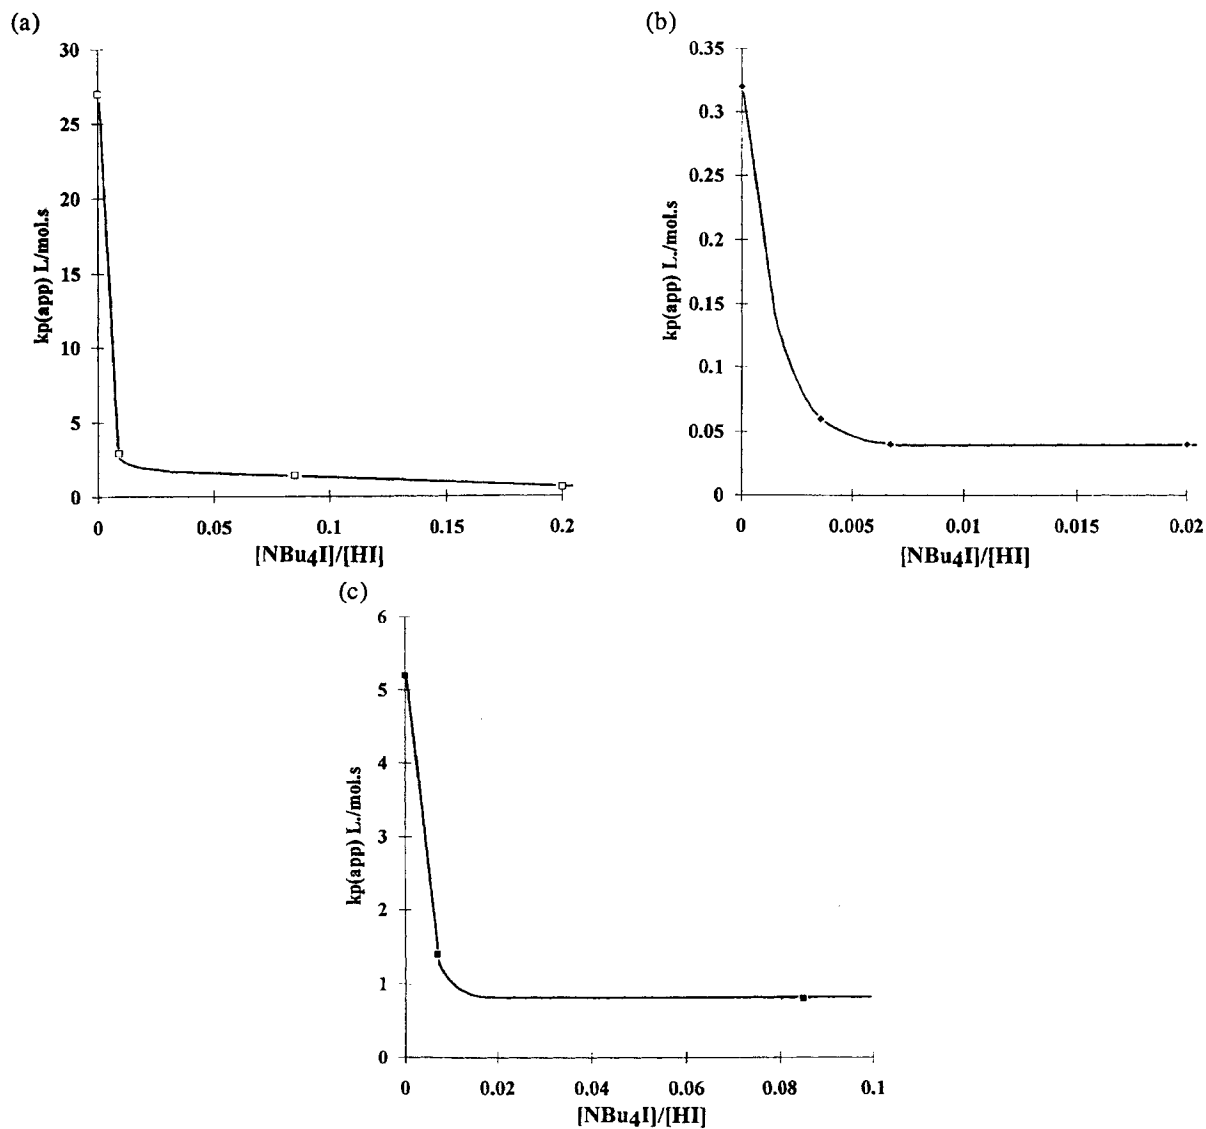 (a)
30
25
20
15
10
5
0
kp(app) L/mol.s
0 0.05 0.1 0.15 0.2
[NBu4I]/[HI]
(b)
0.35
0.3
0.25
0.2
0.15
0.1
0.05
0
kp(app) L./mol.s
0 0.005 0.01 0.015 0.02
[NBu4I]/[HI]
(c)
6
5
4
3
2
1
0
kp(app) L./mol.s
0 0.02 0.04 0.06 0.08 0.1
[NBu4I]/[HI]